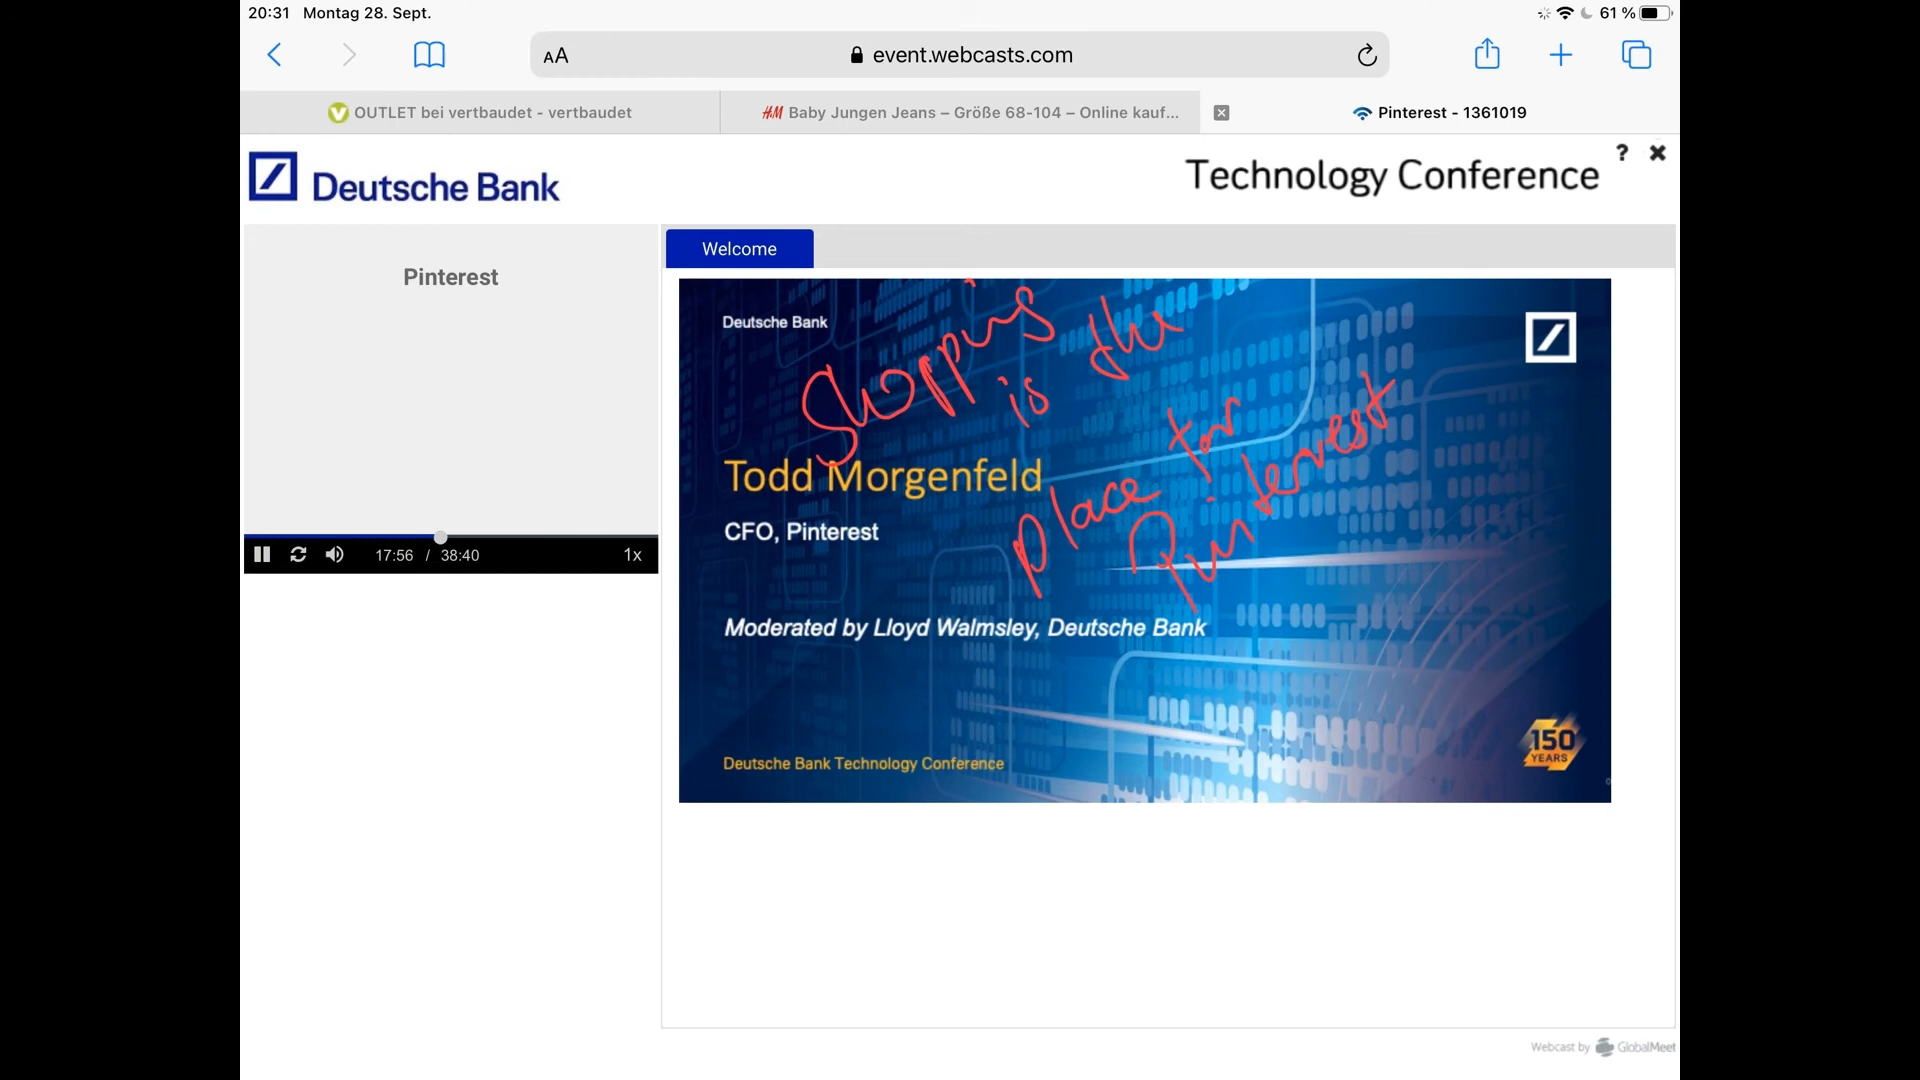 20:31 Montag 28. Sept. 61 %
AA event.webcasts.com
OUTLET bei vertbaudet - vertbaudet
HM Baby Jungen Jeans – Größe 68-104 – Online kauf...
Pinterest - 1361019
Deutsche Bank
Technology Conference ? ✖
Pinterest
17:56 / 38:40 1x
Welcome
Deutsche Bank
Shopping
is the
place for
Pinterest
Todd Morgenfeld
CFO, Pinterest
Moderated by Lloyd Walmsley, Deutsche Bank
Deutsche Bank Technology Conference
150
YEARS
Webcast by GlobalMeet